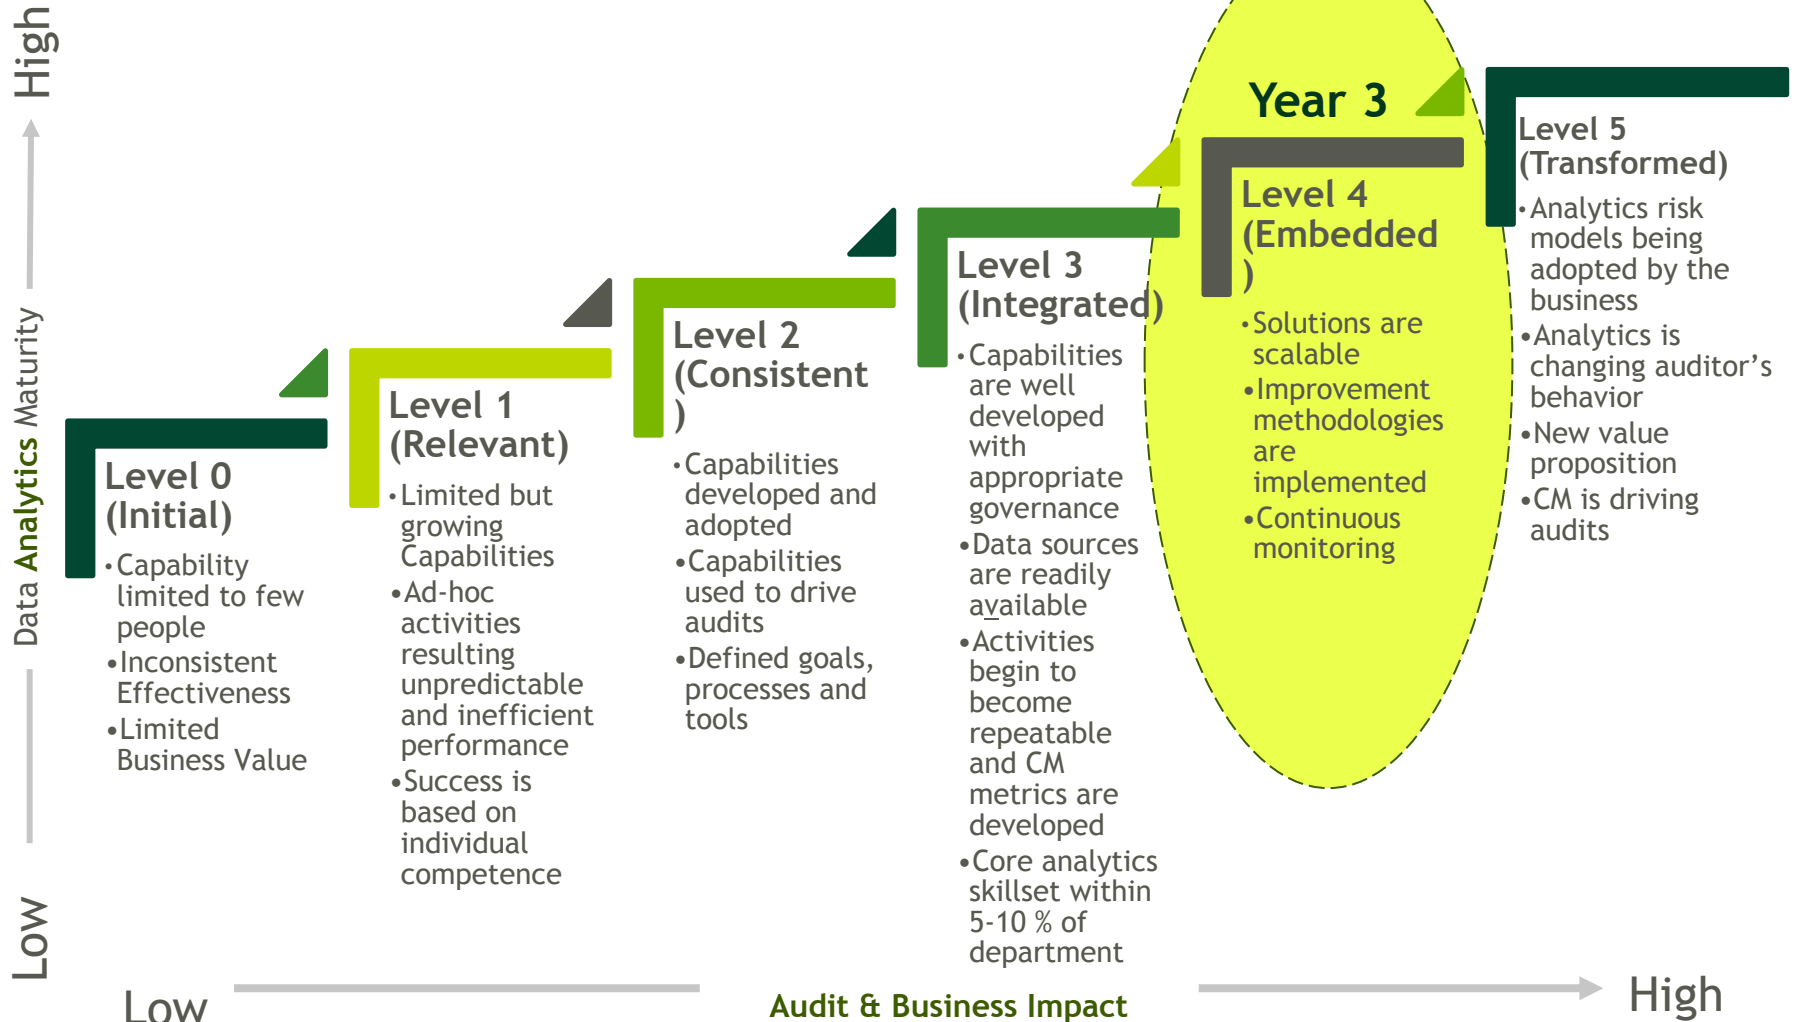 High
Data Analytics Maturity
Low
Level 0
(Initial)
•Capability
limited to few
people
•Inconsistent
Effectiveness
•Limited
Business Value
Level 1
(Relevant)
•Limited but
growing
Capabilities
•Ad-hoc
activities
resulting
unpredictable
and inefficient
performance
•Success is
based on
individual
competence
Level 2
(Consistent
)
•Capabilities
developed and
adopted
•Capabilities
used to drive
audits
•Defined goals,
processes and
tools
Level 3
(Integrated)
•Capabilities
are well
developed
with
appropriate
governance
•Data sources
are readily
available
•Activities
begin to
become
repeatable
and CM
metrics are
developed
•Core analytics
skillset within
5-10 % of
department
Year 3
Level 4
(Embedded
)
•Solutions are
scalable
•Improvement
methodologies
are
implemented
•Continuous
monitoring
Level 5
(Transformed)
•Analytics risk
models being
adopted by the
business
•Analytics is
changing auditor’s
behavior
•New value
proposition
•CM is driving
audits
Low
Audit & Business Impact
High